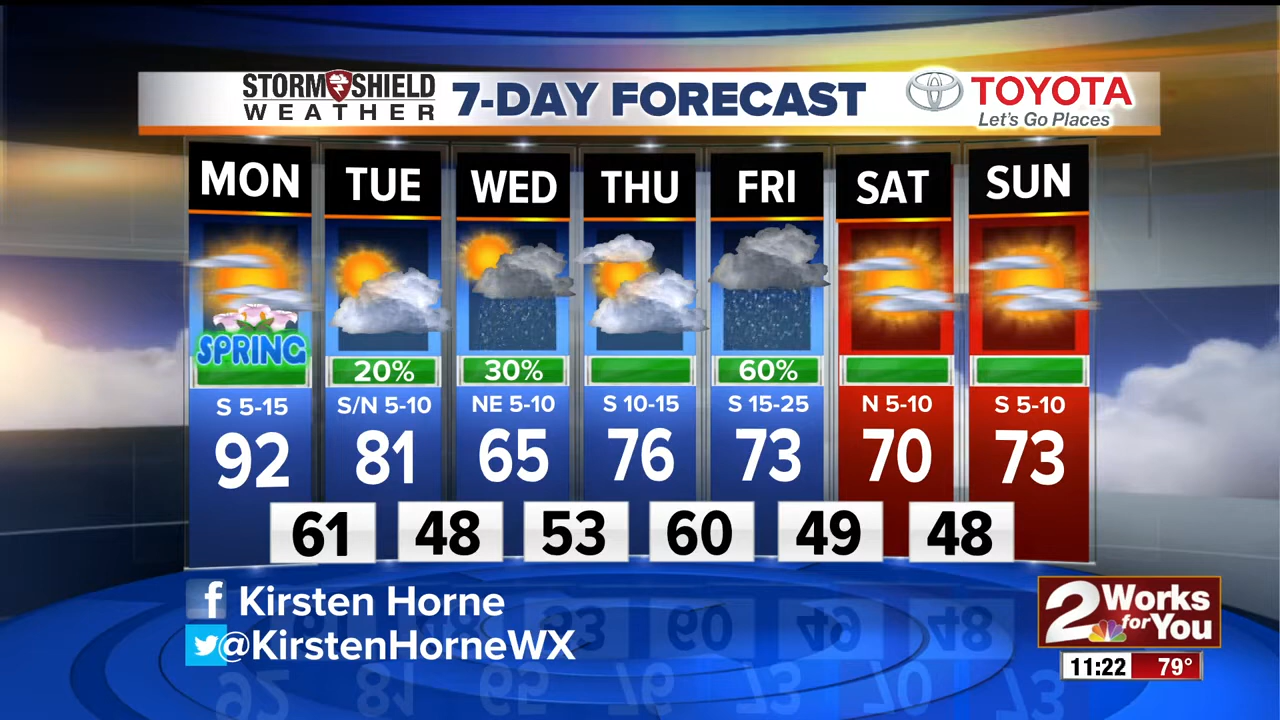 STORM SHIELD
WEATHER
7-DAY FORECAST
TOYOTA
Let's Go Places
MON TUE WED THU FRI SAT SUN
SPRING
20% 30% 60%
S 5-15 S/N 5-10 NE 5-10 S 10-15 S 15-25 N 5-10 S 5-10
92 81 65 76 73 70 73
61 48 53 60 49 48
f Kirsten Horne
@KirstenHorneWX
2 Works for You
11:22 79°